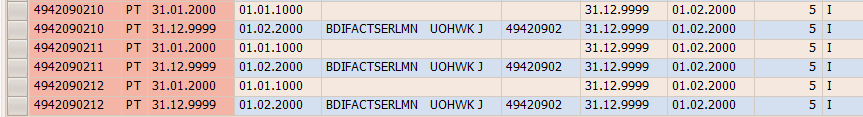 4942090210 PT 31.01.2000 01.01.1000 31.12.9999 01.02.2000 5 I
4942090210 PT 31.12.9999 01.02.2000 BDIFACTSERLMN UOHWK J 49420902 31.12.9999 01.02.2000 5 I
4942090211 PT 31.01.2000 01.01.1000 31.12.9999 01.02.2000 5 I
4942090211 PT 31.12.9999 01.02.2000 BDIFACTSERLMN UOHWK J 49420902 31.12.9999 01.02.2000 5 I
4942090212 PT 31.01.2000 01.01.1000 31.12.9999 01.02.2000 5 I
4942090212 PT 31.12.9999 01.02.2000 BDIFACTSERLMN UOHWK J 49420902 31.12.9999 01.02.2000 5 I